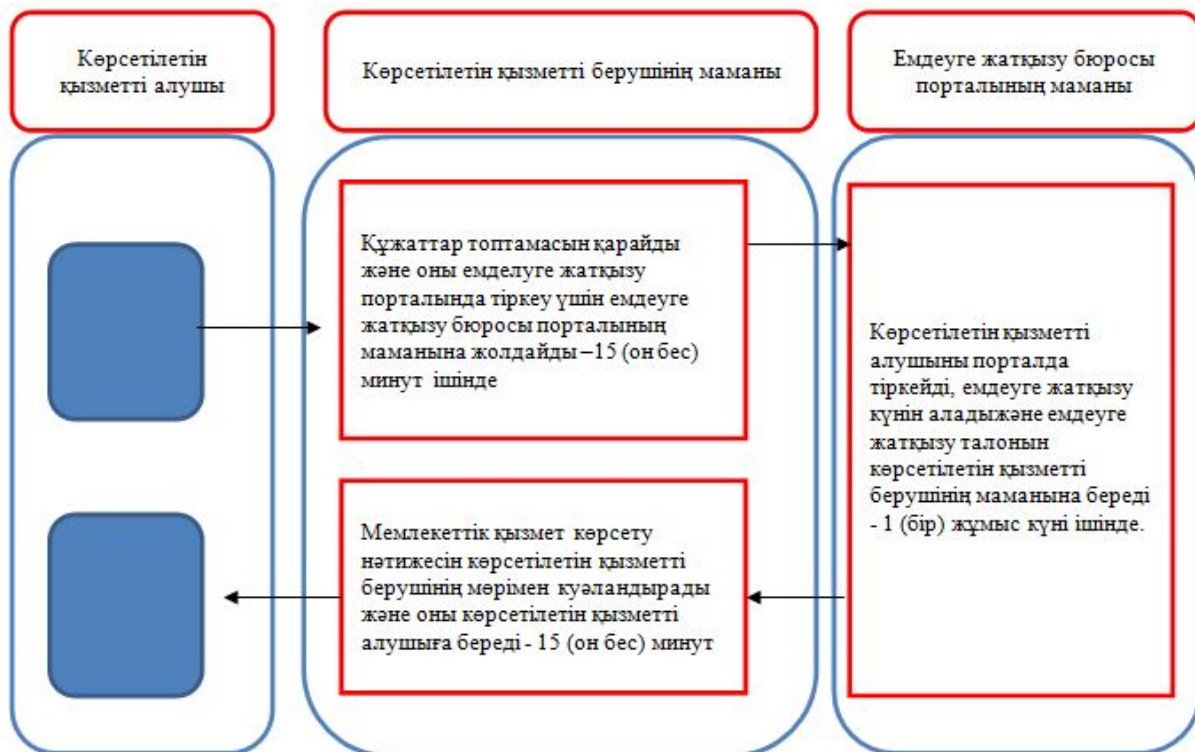 Көрсетілетін
қызметті алушы
Көрсетілетін қызметті берушінің маманы
Емдеуге жатқызу бюросы
порталының маманы
Құжаттар топтамасын қарайды
және оны емделуге жатқызу
порталында тіркеу үшін емдеуге
жатқызу бюросы порталының
маманына жолдайды –15 (он бес)
минут ішінде
Көрсетілетін қызметті
алушыны порталда
тіркейді, емдеуге жатқызу
күнін аладыжәне емдеуге
жатқызу талонын
көрсетілетін қызметті
берушінің маманына береді
- 1 (бір) жұмыс күні ішінде.
Мемлекеттік қызмет көрсету
нәтижесін көрсетілетін қызметті
берушінің мөрімен куәландырады
және оны көрсетілетін қызметті
алушыға береді - 15 (он бес) минут